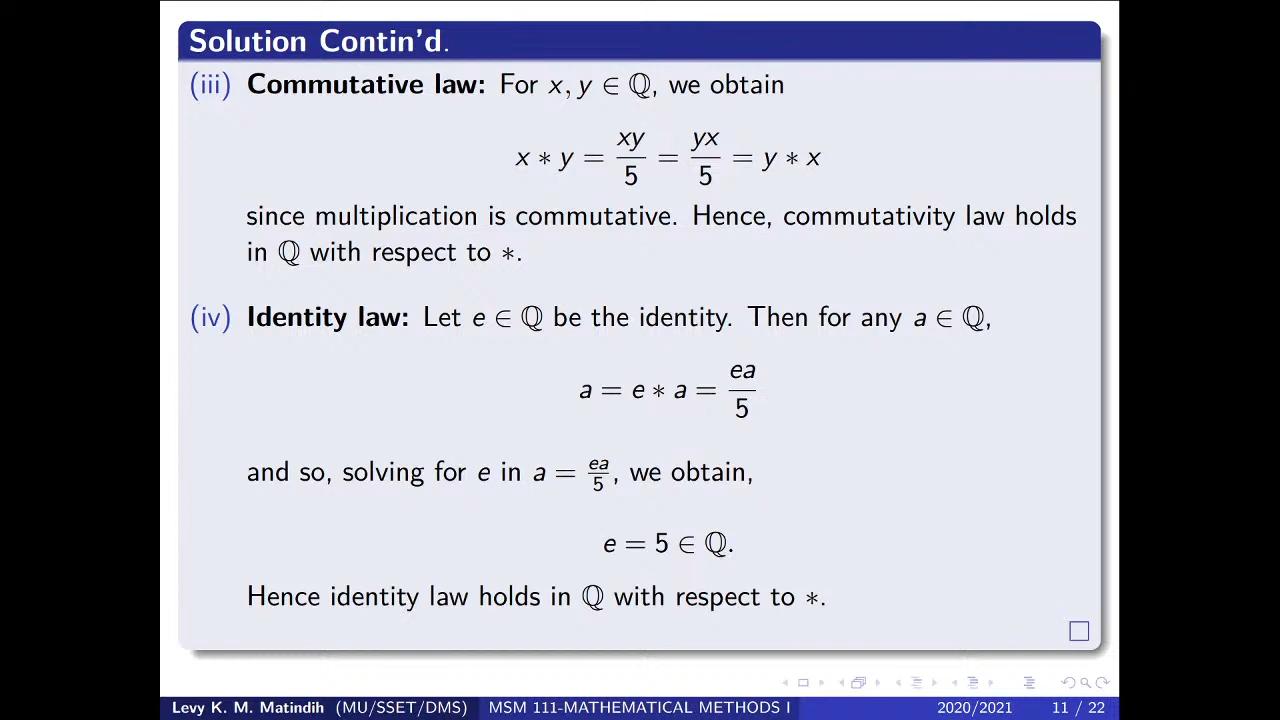 Solution Contin'd.
(iii) Commutative law: For x, y ∈ ℚ, we obtain
x ∗ y = xy/5 = yx/5 = y ∗ x
since multiplication is commutative. Hence, commutativity law holds
in ℚ with respect to ∗.
(iv) Identity law: Let e ∈ ℚ be the identity. Then for any a ∈ ℚ,
a = e ∗ a = ea/5
and so, solving for e in a = ea/5, we obtain,
e = 5 ∈ ℚ.
Hence identity law holds in ℚ with respect to ∗.
Levy K. M. Matindih (MU/SSET/DMS) MSM 111-MATHEMATICAL METHODS I 2020/2021 11 / 22